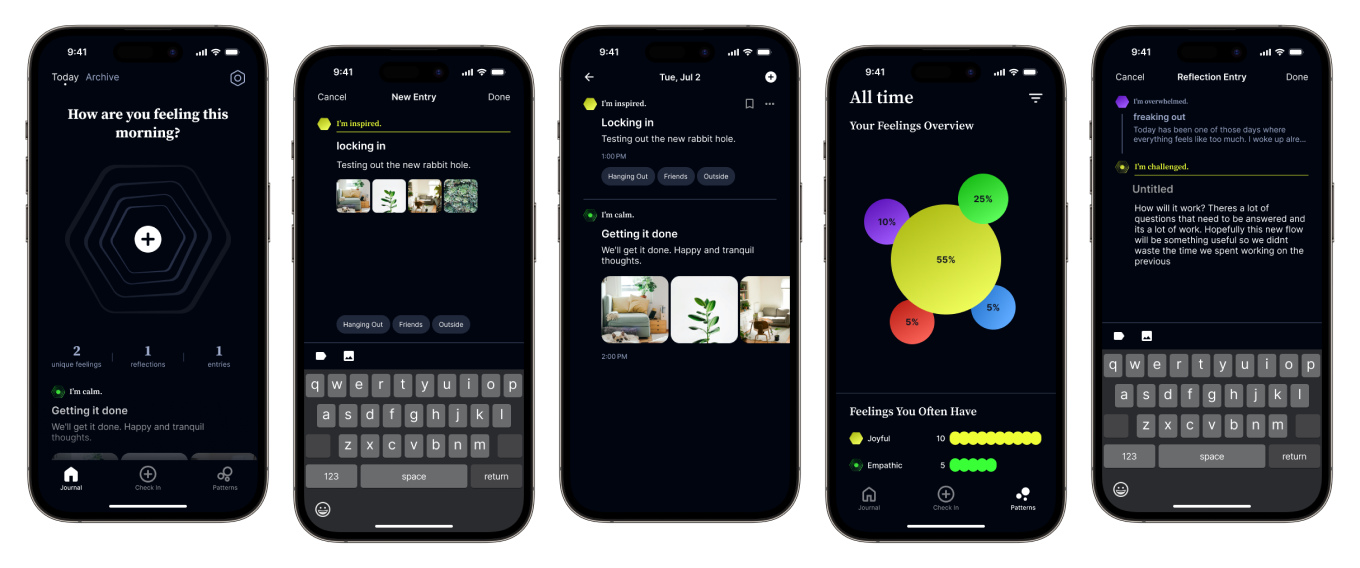 9:41
Today Archive
How are you feeling this
morning?
2
unique feelings
1
reflections
1
entries
I'm calm.
Getting it done
We'll get it done. Happy and tranquil
thoughts.
Journal
Check In
Patterns
9:41
Cancel
New Entry
Done
I'm inspired.
locking in
Testing out the new rabbit hole.
Hanging Out
Friends
Outside
q w e r t y u i o p
a s d f g h j k l
z x c v b n m
123
space
return
9:41
Tue, Jul 2
I'm inspired.
Locking in
Testing out the new rabbit hole.
1:00 PM
Hanging Out
Friends
Outside
I'm calm.
Getting it done
We'll get it done. Happy and tranquil
thoughts.
2:00 PM
9:41
All time
Your Feelings Overview
25%
10%
55%
5%
5%
Feelings You Often Have
Joyful
10
Empathic
5
Journal
Check In
Patterns
9:41
Cancel
Reflection Entry
Done
I'm overwhelmed.
freaking out
Today has been one of those days where
everything feels like too much. I woke up alre...
I'm challenged.
Untitled
How will it work? Theres a lot of
questions that need to be answered and
its a lot of work. Hopefully this new flow
will be something useful so we didnt
waste the time we spent working on the
previous
q w e r t y u i o p
a s d f g h j k l
z x c v b n m
123
space
return